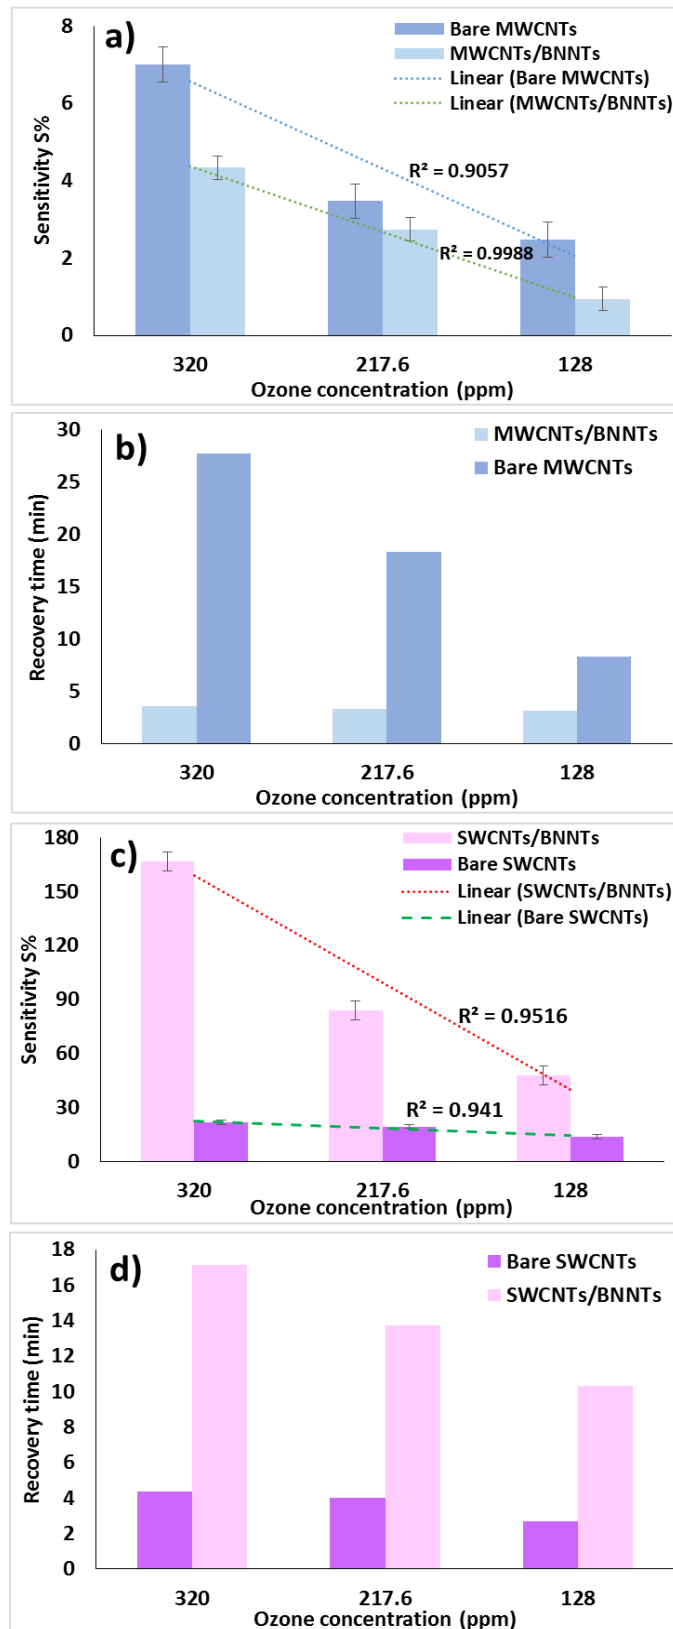 a)
Bare MWCNTs
MWCNTs/BNNTs
Linear (Bare MWCNTs)
Linear (MWCNTs/BNNTs)
Sensitivity S%
8
6
4
2
0
R² = 0.9057
R² = 0.9988
320 217.6 128
Ozone concentration (ppm)
b)
MWCNTs/BNNTs
Bare MWCNTs
Recovery time (min)
30
25
20
15
10
5
0
320 217.6 128
Ozone concentration (ppm)
c)
SWCNTs/BNNTs
Bare SWCNTs
Linear (SWCNTs/BNNTs)
Linear (Bare SWCNTs)
Sensitivity S%
180
150
120
90
60
30
0
R² = 0.9516
R² = 0.941
320 217.6 128
Ozone concentration (ppm)
d)
Bare SWCNTs
SWCNTs/BNNTs
Recovery time (min)
18
16
14
12
10
8
6
4
2
0
320 217.6 128
Ozone concentration (ppm)